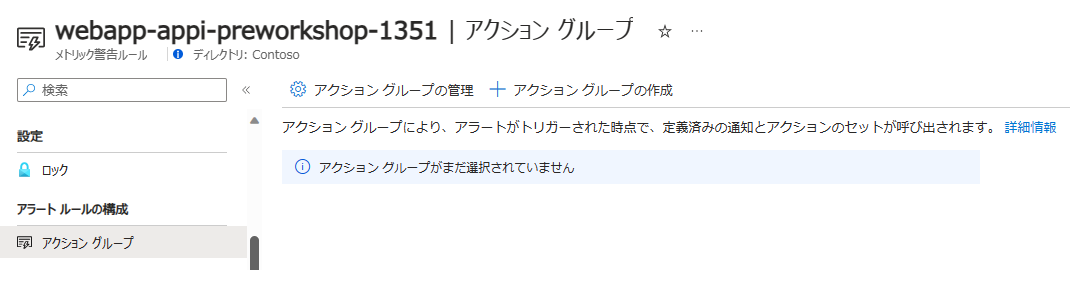 webapp-appi-preworkshop-1351 | アクション グループ ☆ …
メトリック警告ルール ディレクトリ: Contoso
検索 «
アクション グループの管理 + アクション グループの作成
アクション グループにより、アラートがトリガーされた時点で、定義済みの通知とアクションのセットが呼び出されます。 詳細情報
設定
アクション グループがまだ選択されていません
ロック
アラート ルールの構成
アクション グループ